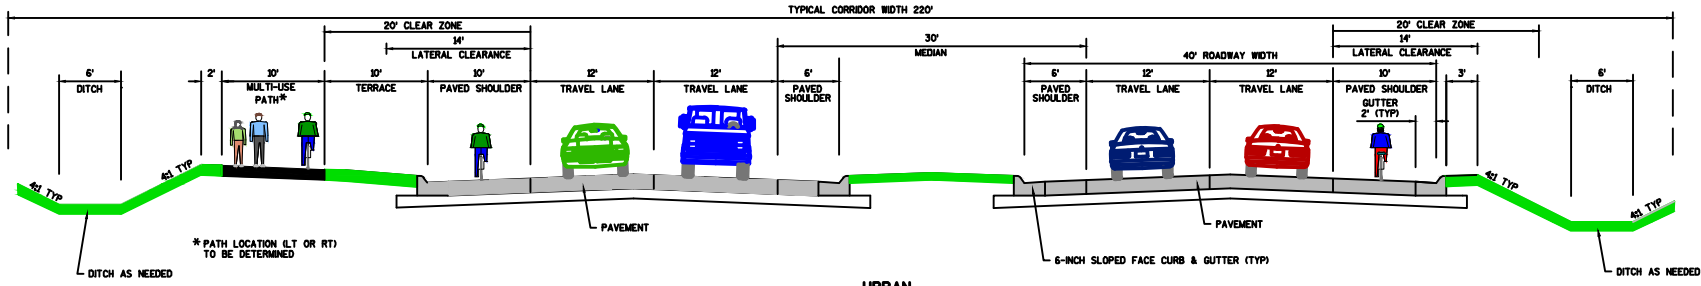 TYPICAL CORRIDOR WIDTH 220'
20' CLEAR ZONE
20' CLEAR ZONE
14'
LATERAL CLEARANCE
30'
MEDIAN
14'
LATERAL CLEARANCE
40' ROADWAY WIDTH
6'
DITCH
2'
10'
MULTI-USE
PATH*
10'
TERRACE
10'
PAVED SHOULDER
12'
TRAVEL LANE
12'
TRAVEL LANE
6'
PAVED
SHOULDER
6'
PAVED
SHOULDER
12'
TRAVEL LANE
12'
TRAVEL LANE
10'
PAVED SHOULDER
GUTTER
2' (TYP)
3'
6'
DITCH
4:1 TYP
4:1 TYP
4:1 TYP
4:1 TYP
PAVEMENT
PAVEMENT
* PATH LOCATION (LT OR RT)
TO BE DETERMINED
6-INCH SLOPED FACE CURB & GUTTER (TYP)
DITCH AS NEEDED
DITCH AS NEEDED
URBAN